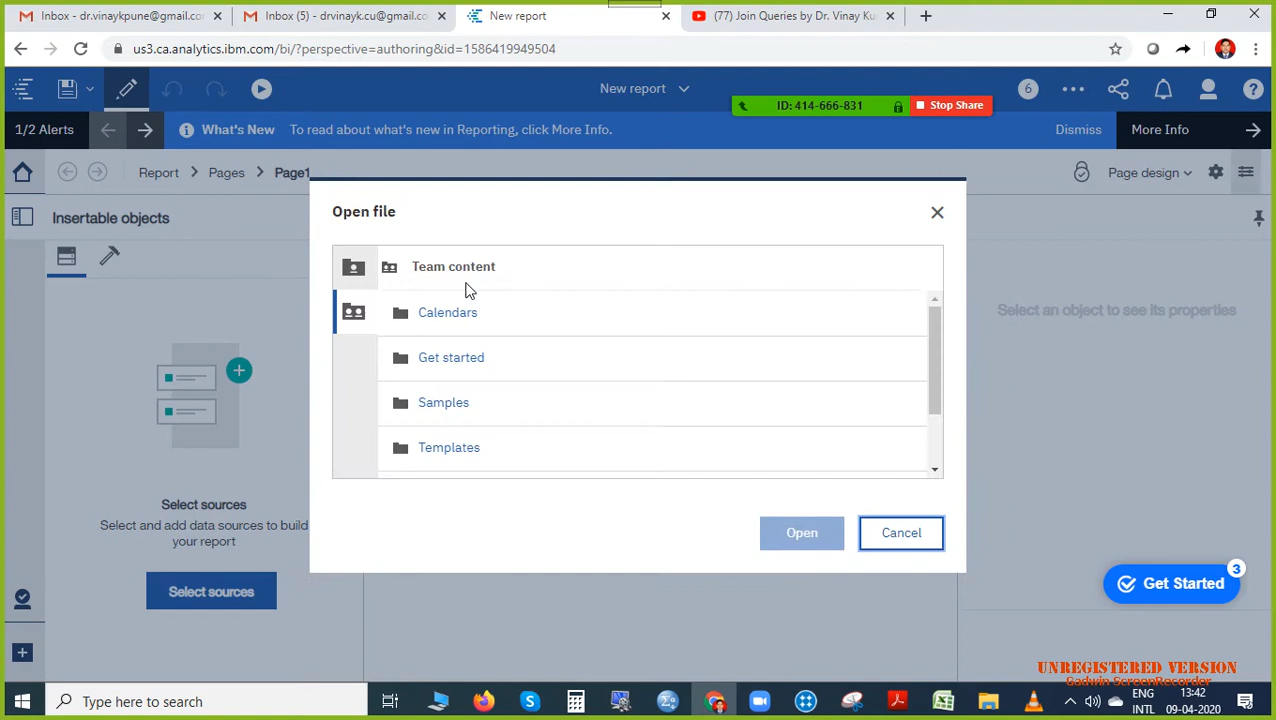 Inbox - dr.vinaykpune@gmail.co
Inbox (5) - drvinayk.cu@gmail.c
New report
(77) Join Queries by Dr. Vinay Ku
us3.ca.analytics.ibm.com/bi/?perspective=authoring&id=1586419949504
New report
6
ID: 414-666-831
Stop Share
1/2 Alerts
What's New
To read about what's new in Reporting, click More Info.
Dismiss
More Info
Report
Pages
Page1
Page design
Insertable objects
Open file
Team content
Calendars
Get started
Samples
Templates
Open
Cancel
Select an object to see its properties
Select sources
Select and add data sources to build
your report
Select sources
Get Started
3
UNREGISTERED VERSION
Gadwin ScreenRecorder
Type here to search
ENG
INTL
13:42
09-04-2020